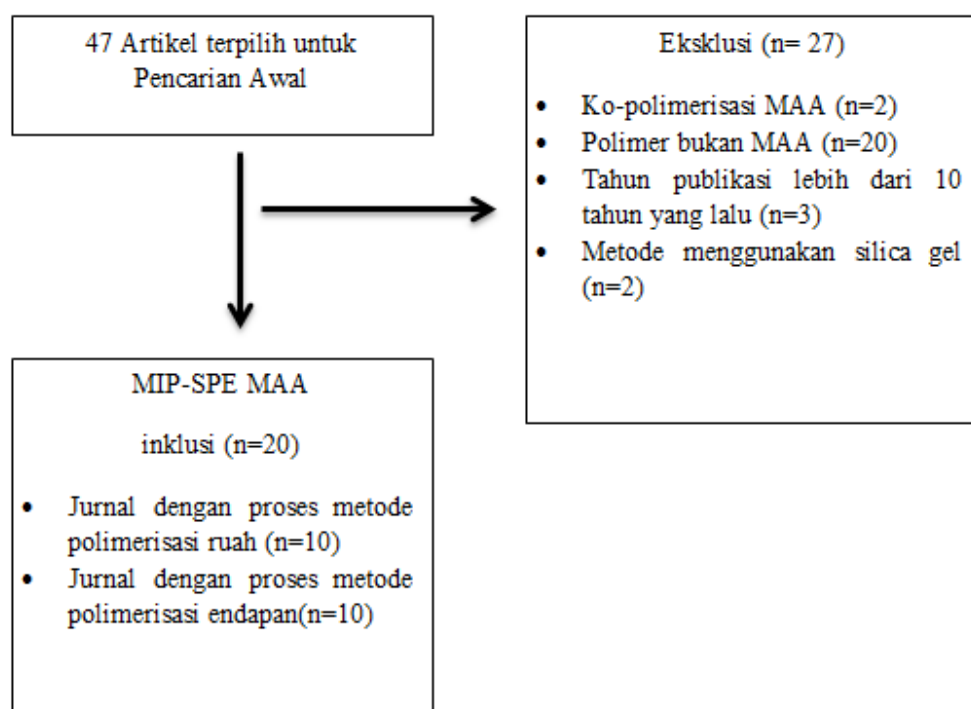 47 Artikel terpilih untuk
Pencarian Awal
Eksklusi (n= 27)
• Ko-polimerisasi MAA (n=2)
• Polimer bukan MAA (n=20)
• Tahun publikasi lebih dari 10
tahun yang lalu (n=3)
• Metode menggunakan silica gel
(n=2)
MIP-SPE MAA
inklusi (n=20)
• Jurnal dengan proses metode
polimerisasi ruah (n=10)
• Jurnal dengan proses metode
polimerisasi endapan(n=10)